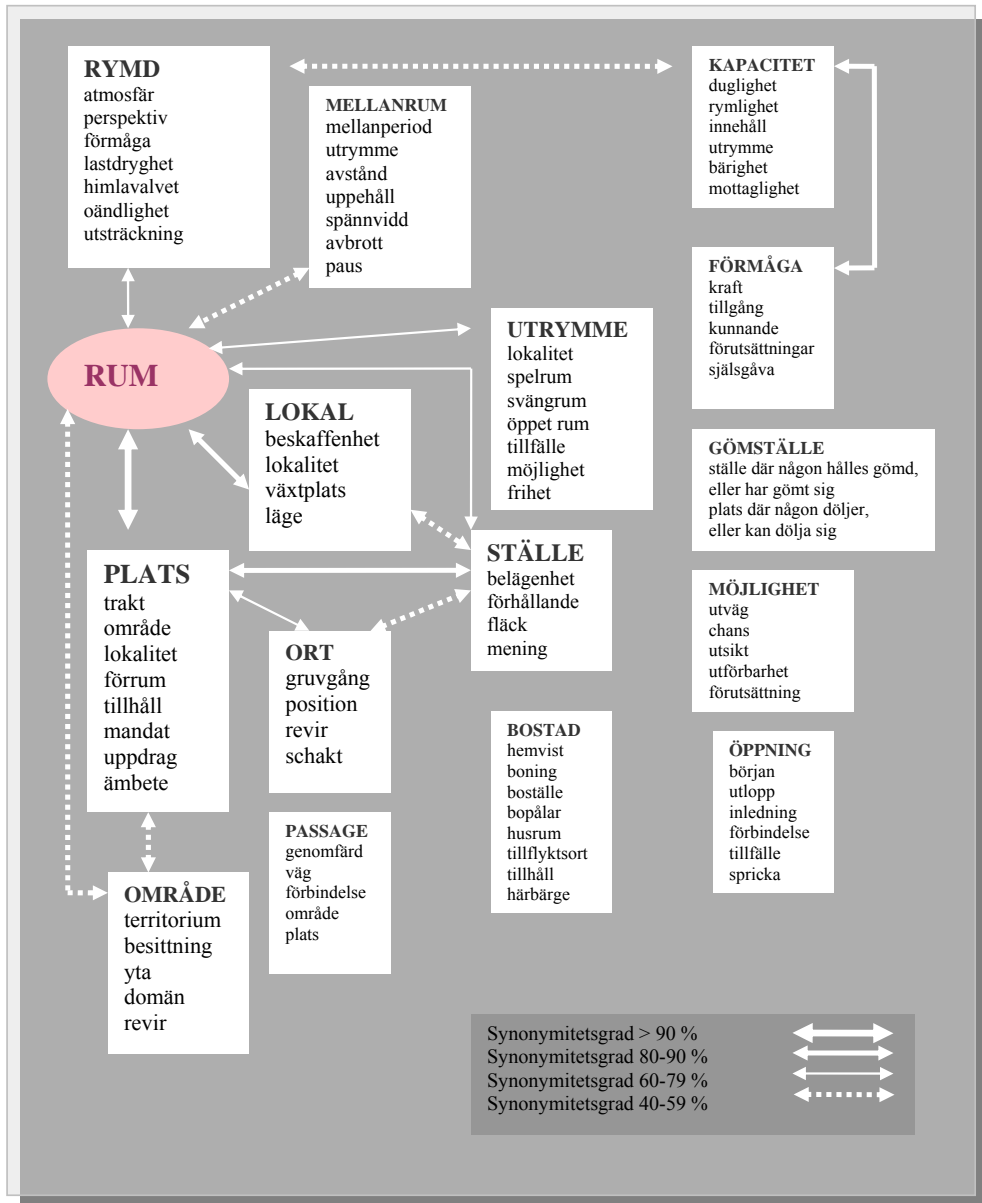 RYMD
atmosfär
perspektiv
förmåga
lastdryghet
himlavalvet
oändlighet
utsträckning
MELLANRUM
mellanperiod
utrymme
avstånd
uppehåll
spännvidd
avbrott
paus
KAPACITET
duglighet
rymlighet
innehåll
utrymme
bärighet
mottaglighet
FÖRMÅGA
kraft
tillgång
kunnande
förutsättningar
själsgåva
RUM
UTRYMME
lokalitet
spelrum
svängrum
öppet rum
tillfälle
möjlighet
frihet
LOKAL
beskaffenhet
lokalitet
växtplats
läge
GÖMSTÄLLE
ställe där någon hålles gömd,
eller har gömt sig
plats där någon döljer,
eller kan dölja sig
STÄLLE
belägenhet
förhållande
fläck
mening
PLATS
trakt
område
lokalitet
förrum
tillhåll
mandat
uppdrag
ämbete
ORT
gruvgång
position
revir
schakt
MÖJLIGHET
utväg
chans
utsikt
utförbarhet
förutsättning
BOSTAD
hemvist
boning
boställe
bopålar
husrum
tillflyktsort
tillhåll
härbärge
ÖPPNING
början
utlopp
inledning
förbindelse
tillfälle
spricka
PASSAGE
genomfärd
väg
förbindelse
område
plats
OMRÅDE
territorium
besittning
yta
domän
revir
Synonymitetsgrad > 90 %
Synonymitetsgrad 80-90 %
Synonymitetsgrad 60-79 %
Synonymitetsgrad 40-59 %